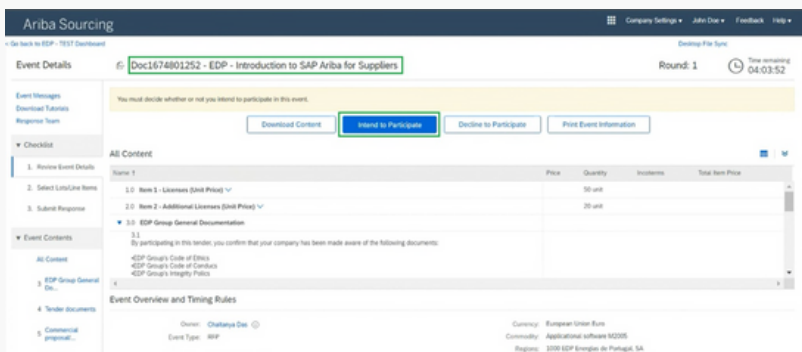 Ariba Sourcing
Company Settings ▾ John Doe ▾ Feedback Help ▾
< Go back to EDP - TEST Dashboard
Desktop File Sync
Event Details
Doc1674801252 - EDP - Introduction to SAP Ariba for Suppliers
Round: 1
Time remaining
04:03:52
Event Messages
Download Tutorials
Response Team
▼ Checklist
1. Review Event Details
2. Select Lots/Line Items
3. Submit Response
▼ Event Contents
All Content
3 EDP Group General
Do...
4 Tender documents
5 Commercial
proposal/...
You must decide whether or not you intend to participate in this event.
Download Content
Intend to Participate
Decline to Participate
Print Event Information
All Content
Name ↑ Price Quantity Incoterms Total Item Price
1.0 Item 1 - Licenses (Unit Price) 50 unit
2.0 Item 2 - Additional Licenses (Unit Price) 20 unit
▼ 3.0 EDP Group General Documentation
3.1
By participating in this tender, you confirm that your company has been made aware of the following documents:
•EDP Group's Code of Ethics
•EDP Group's Code of Conducs
•EDP Group's Integrity Polics
Event Overview and Timing Rules
Owner: Chaitanya Das
Event Type: RFP
Currency: European Union Euro
Commodity: Applicational software M2005
Regions: 1000 EDP Energias de Portugal, SA